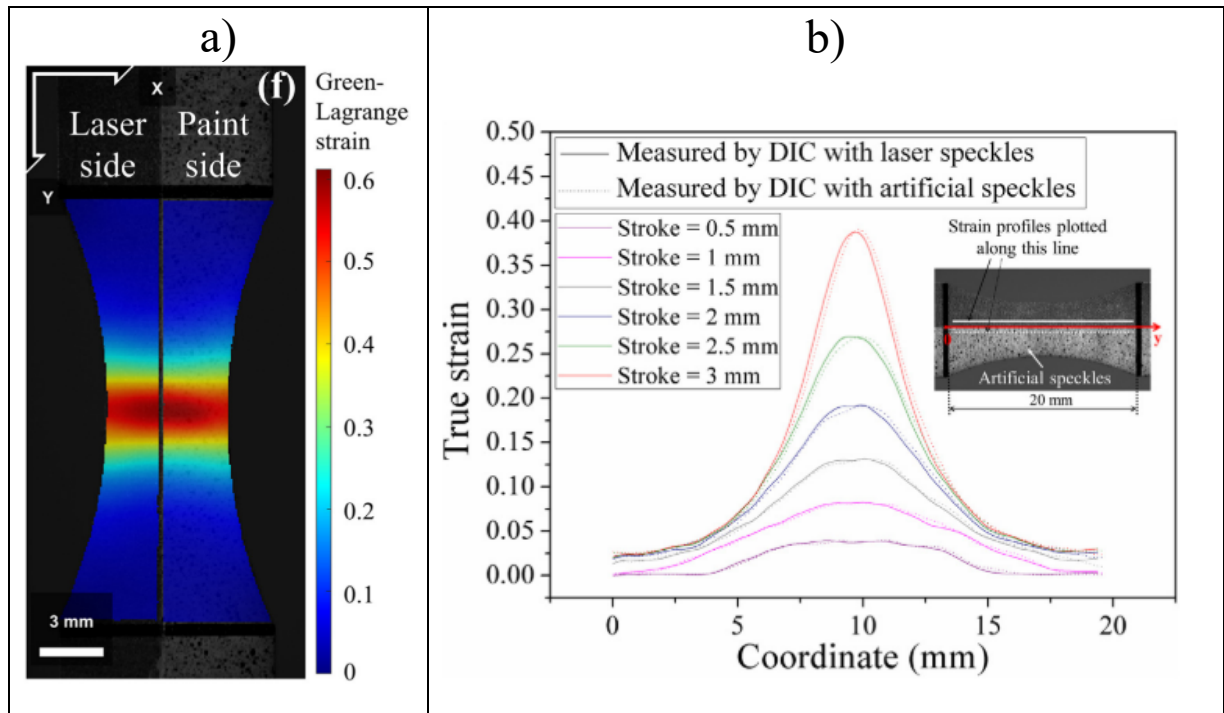 a)
(f)
X
Y
Laser
side
Paint
side
Green-
Lagrange
strain
0.6
0.5
0.4
0.3
0.2
0.1
0
3 mm
b)
0.50
0.45
0.40
0.35
0.30
0.25
0.20
0.15
0.10
0.05
0.00
True strain
Measured by DIC with laser speckles
Measured by DIC with artificial speckles
Stroke = 0.5 mm
Stroke = 1 mm
Stroke = 1.5 mm
Stroke = 2 mm
Stroke = 2.5 mm
Stroke = 3 mm
Strain profiles plotted
along this line
0
y
Artificial speckles
20 mm
0
5
10
15
20
Coordinate (mm)